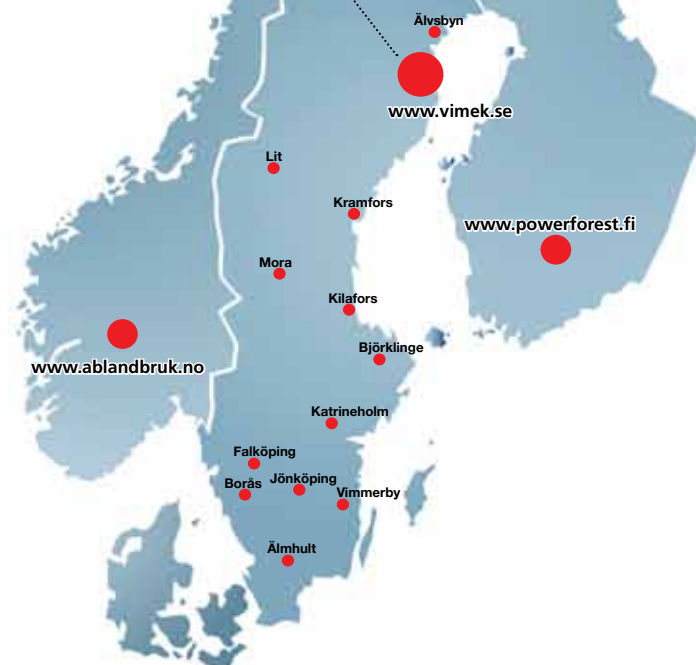 Älvsbyn
www.vimek.se
Lit
Kramfors
www.powerforest.fi
Mora
Kilafors
Björklinge
www.ablandbruk.no
Katrineholm
Falköping
Borås
Jönköping
Vimmerby
Älmhult